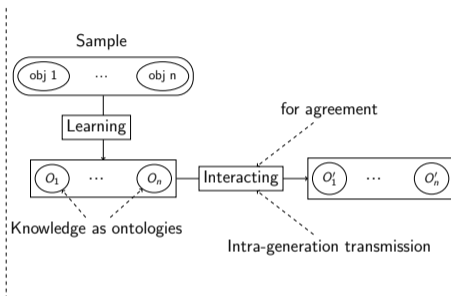 Sample
obj 1 ... obj n
Learning
for agreement
O1 ... On
Interacting
O′1 ... O′n
Knowledge as ontologies
Intra-generation transmission